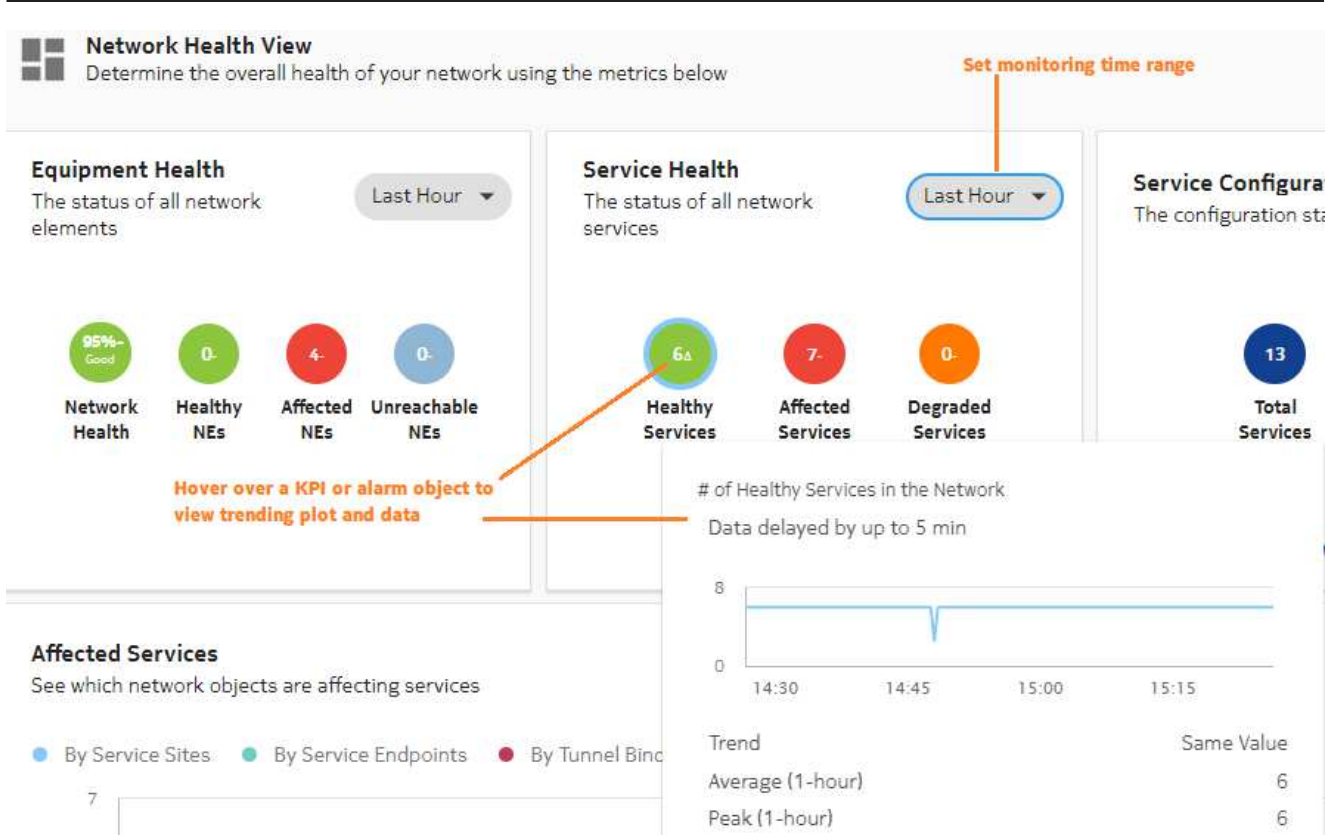 Network Health View
Determine the overall health of your network using the metrics below
Set monitoring time range
Equipment Health
The status of all network
elements
Last Hour
Service Health
The status of all network
services
Last Hour
Service Configura
The configuration sta
95%-
Good
0-
4-
0-
6Δ
7-
0-
13
Network
Health
Healthy
NEs
Affected
NEs
Unreachable
NEs
Healthy
Services
Affected
Services
Degraded
Services
Total
Services
Hover over a KPI or alarm object to
view trending plot and data
# of Healthy Services in the Network
Data delayed by up to 5 min
8
0
14:30 14:45 15:00 15:15
Trend Same Value
Average (1-hour) 6
Peak (1-hour) 6
Affected Services
See which network objects are affecting services
By Service Sites By Service Endpoints By Tunnel Bind
7